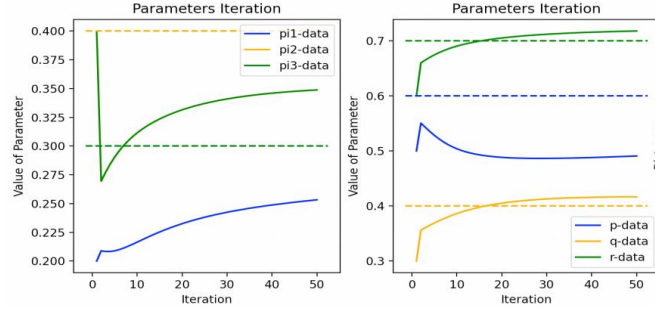 Parameters Iteration
Value of Parameter
0.400
0.375
0.350
0.325
0.300
0.275
0.250
0.225
0.200
pi1-data
pi2-data
pi3-data
0 10 20 30 40 50
Iteration
Parameters Iteration
Value of Parameter
0.7
0.6
0.5
0.4
0.3
p-data
q-data
r-data
0 10 20 30 40 50
Iteration